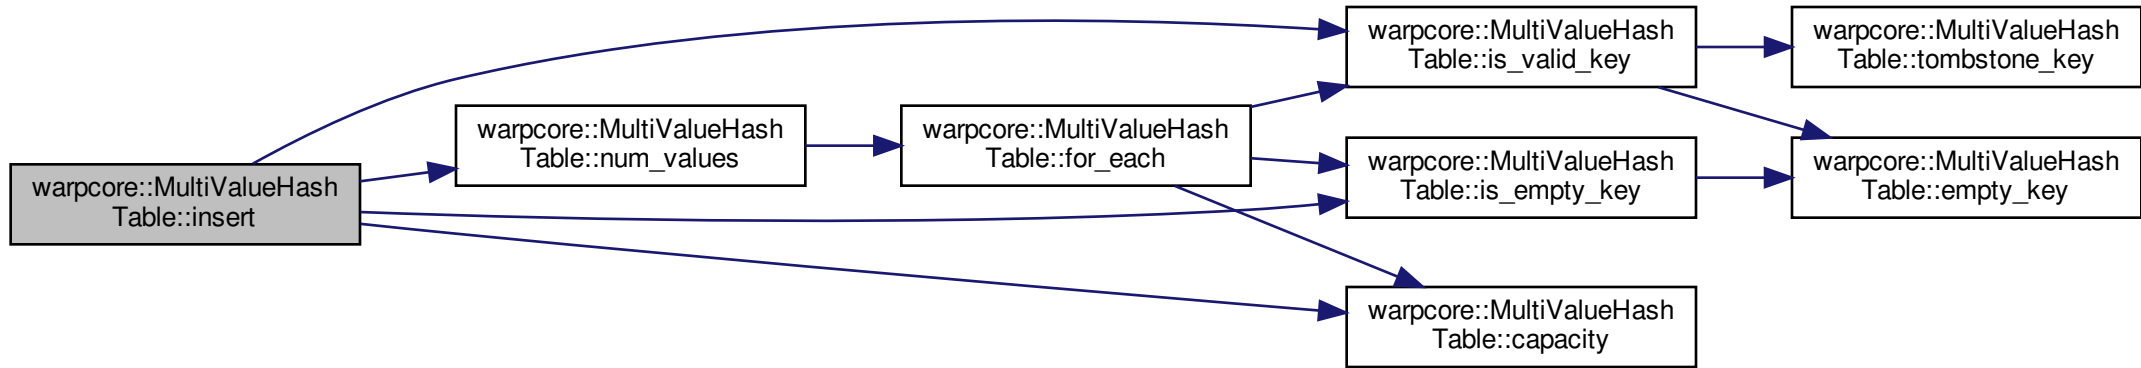 warpcore::MultiValueHash
Table::insert
warpcore::MultiValueHash
Table::num_values
warpcore::MultiValueHash
Table::for_each
warpcore::MultiValueHash
Table::is_valid_key
warpcore::MultiValueHash
Table::is_empty_key
warpcore::MultiValueHash
Table::capacity
warpcore::MultiValueHash
Table::tombstone_key
warpcore::MultiValueHash
Table::empty_key